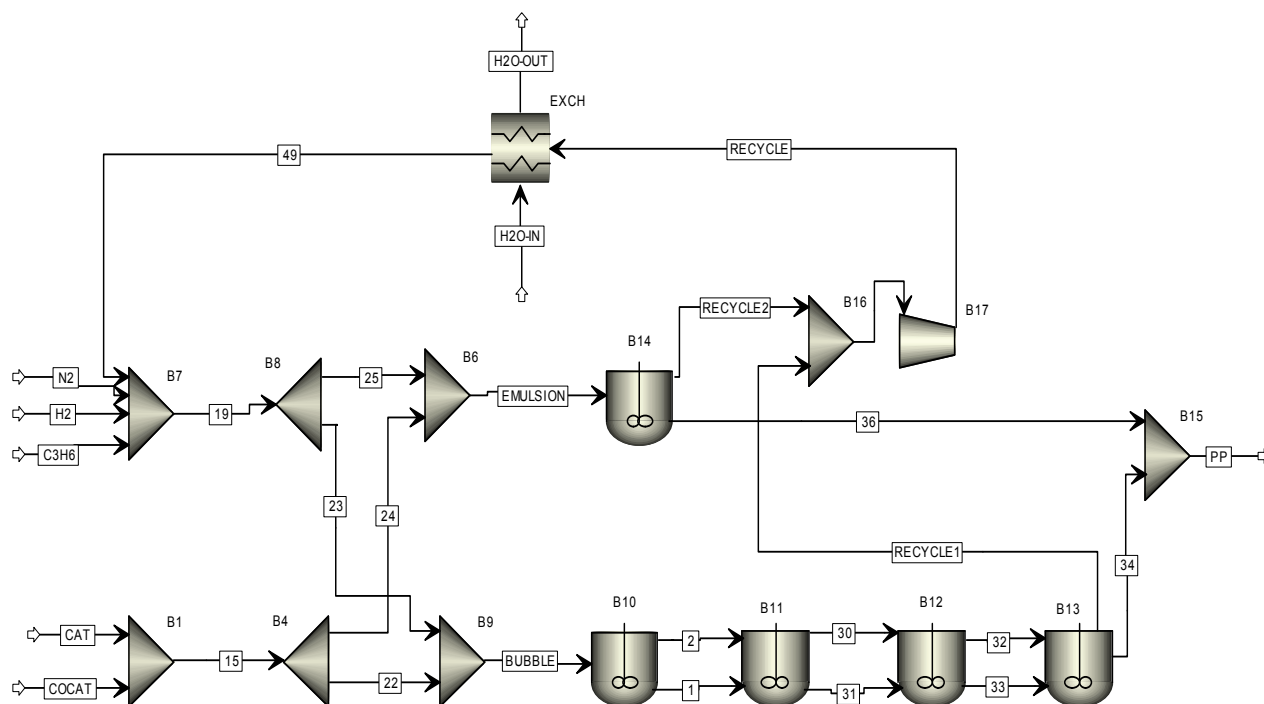 H2O-OUT
EXCH
49
RECYCLE
H2O-IN
B16
B17
RECYCLE2
B14
B6
B8
B7
N2
25
EMULSION
H2
19
36
B15
C3H6
PP
23
24
RECYCLE1
34
B1
B4
B9
B10
B11
B12
B13
CAT
2
30
32
15
BUBBLE
COCAT
22
1
31
33